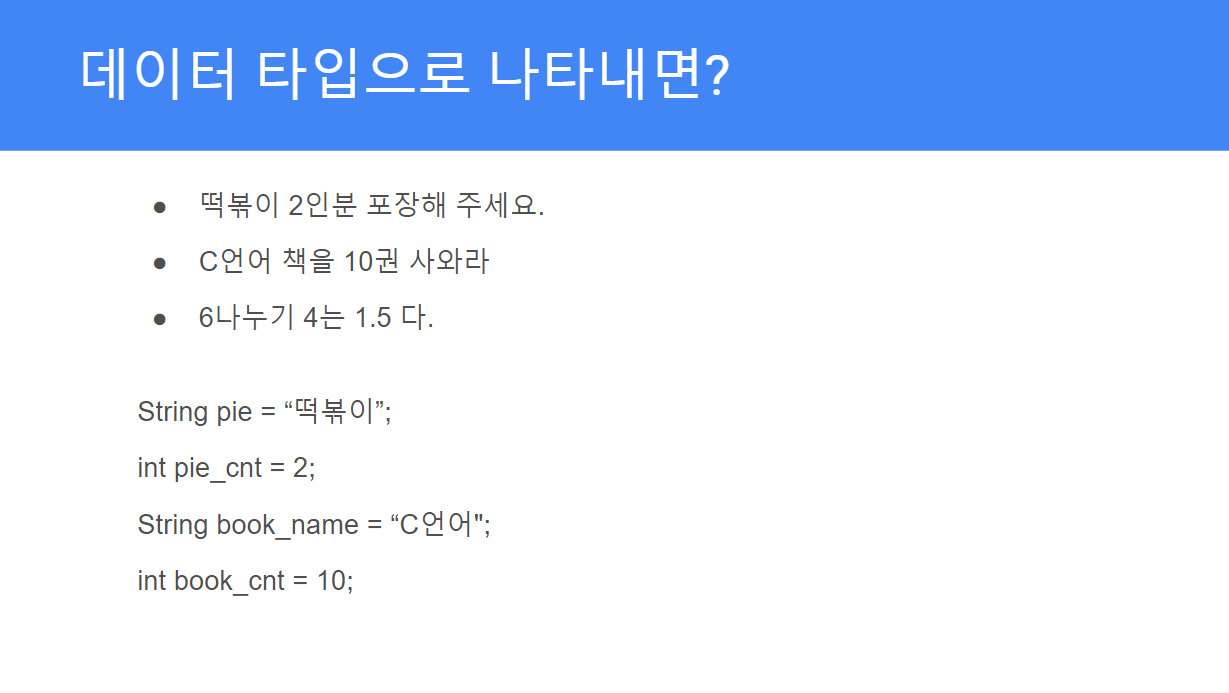 데이터 타입으로 나타내면?
● 떡볶이 2인분 포장해 주세요.
● C언어 책을 10권 사와라
● 6나누기 4는 1.5 다.
String pie = “떡볶이”;
int pie_cnt = 2;
String book_name = “C언어";
int book_cnt = 10;